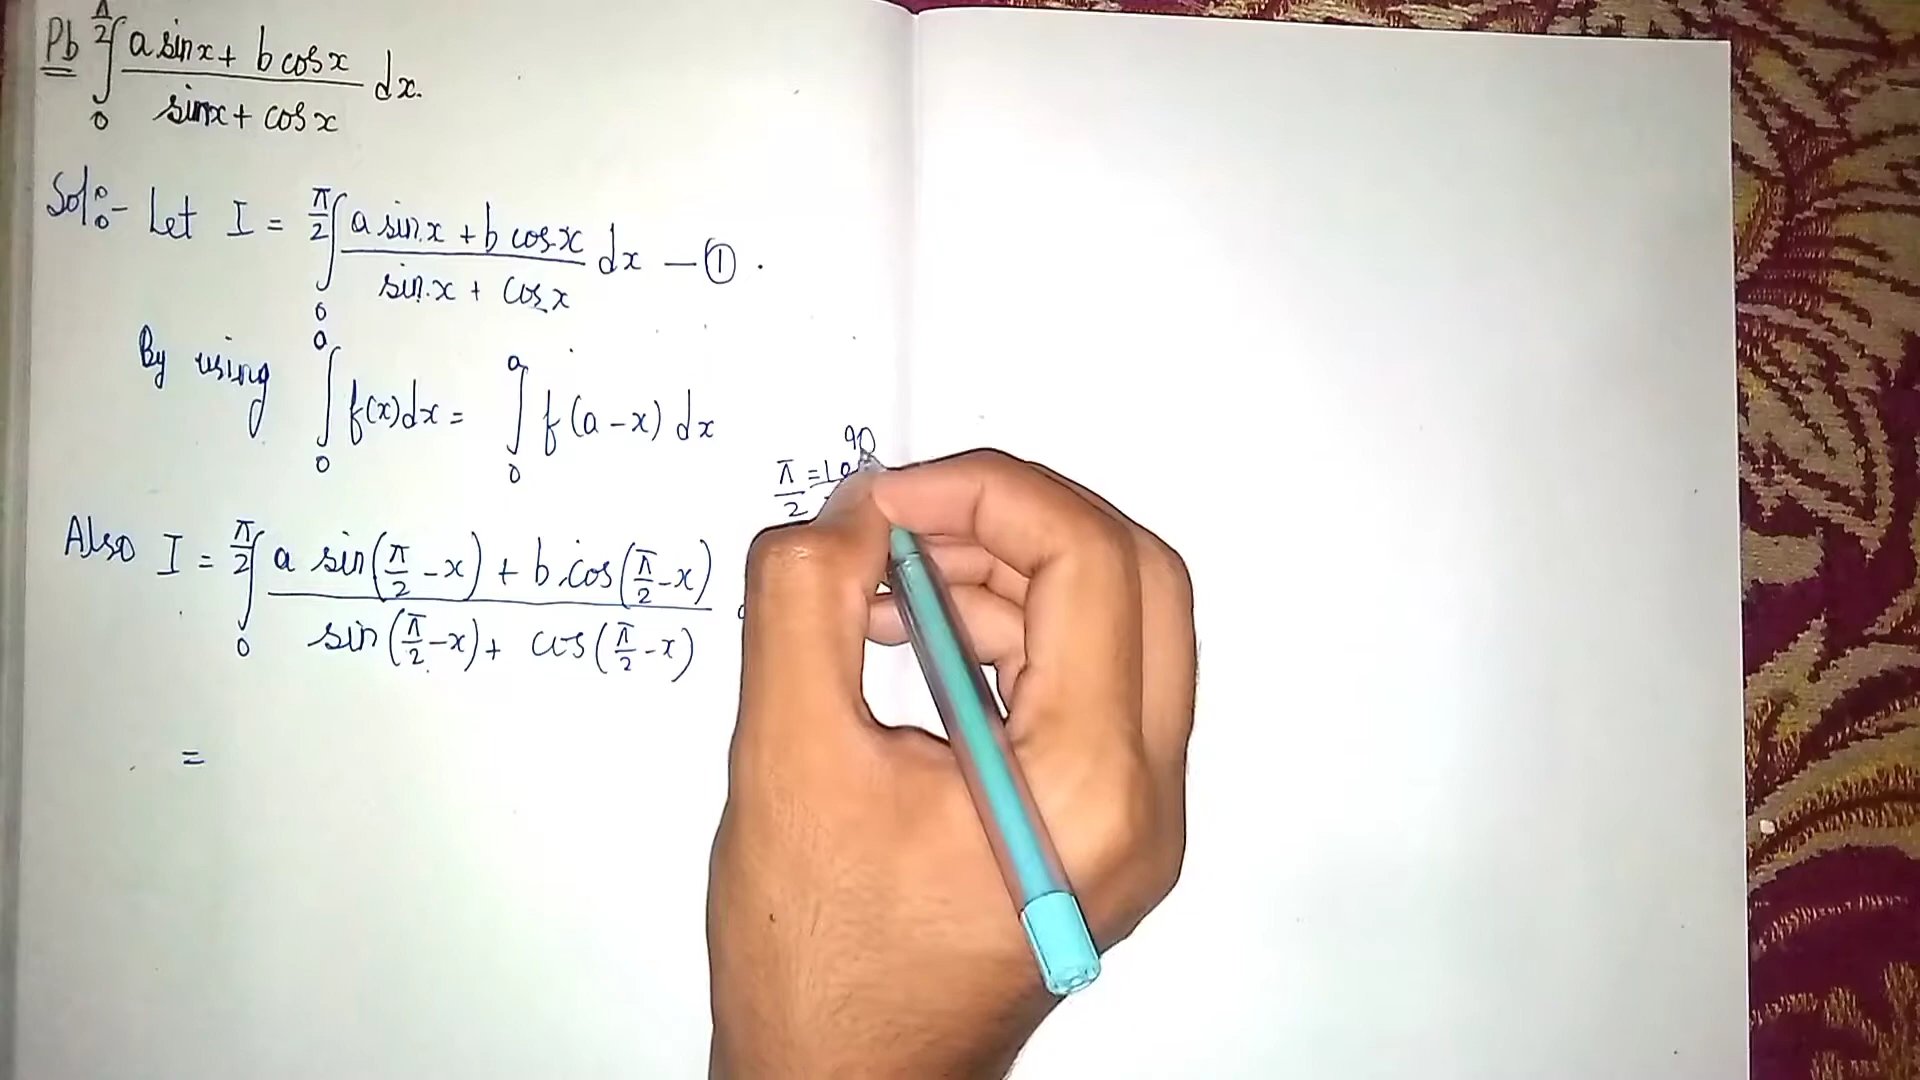 Pb ∫₀^(π/2) (a sinx + b cosx)/(sinx + cosx) dx.
Sol:- Let I = ∫₀^(π/2) (a sin x + b cos x)/(sin x + cos x) dx — ① .
By using ∫₀^a f(x)dx = ∫₀^a f(a-x) dx
90
π/2 =
Also I = ∫₀^(π/2) (a sin(π/2 - x) + b cos(π/2 - x))/(sin(π/2 - x) + cos(π/2 - x))
=